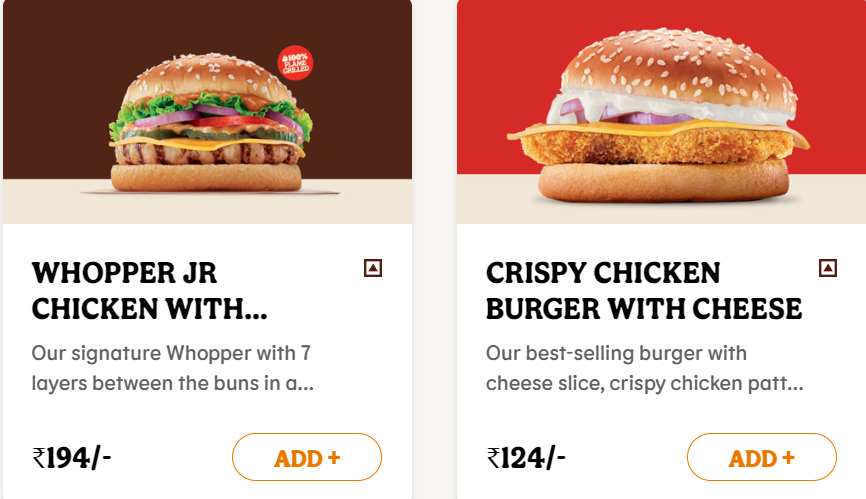 100%
FLAME
GRILLED
WHOPPER JR
CHICKEN WITH...
Our signature Whopper with 7
layers between the buns in a...
₹194/-
ADD +
CRISPY CHICKEN
BURGER WITH CHEESE
Our best-selling burger with
cheese slice, crispy chicken patt...
₹124/-
ADD +